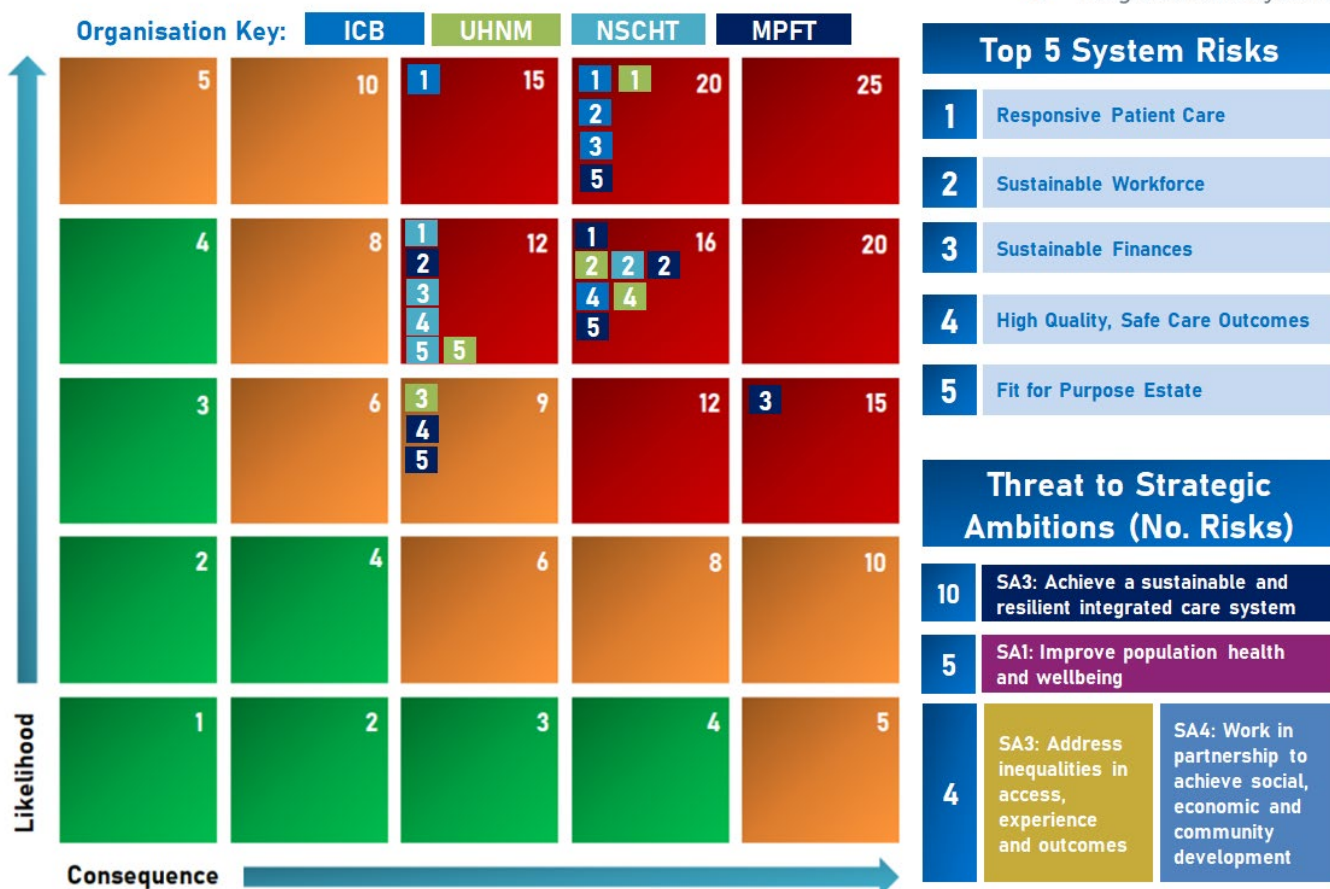 Organisation Key: ICB UHNM NSCHT MPFT
5 10 1 15 1 1 20 25
2
3
5
4 8 1 12 1 16 20
2 2 2 2
3 4 4
4 5
5 5
3 6 3 9 12 3 15
4
5
2 4 6 8 10
1 2 3 4 5
Likelihood
Consequence
Top 5 System Risks
1 Responsive Patient Care
2 Sustainable Workforce
3 Sustainable Finances
4 High Quality, Safe Care Outcomes
5 Fit for Purpose Estate
Threat to Strategic
Ambitions (No. Risks)
10 SA3: Achieve a sustainable and
resilient integrated care system
5 SA1: Improve population health
and wellbeing
4
SA3: Address
inequalities in
access,
experience
and outcomes
SA4: Work in
partnership to
achieve social,
economic and
community
development